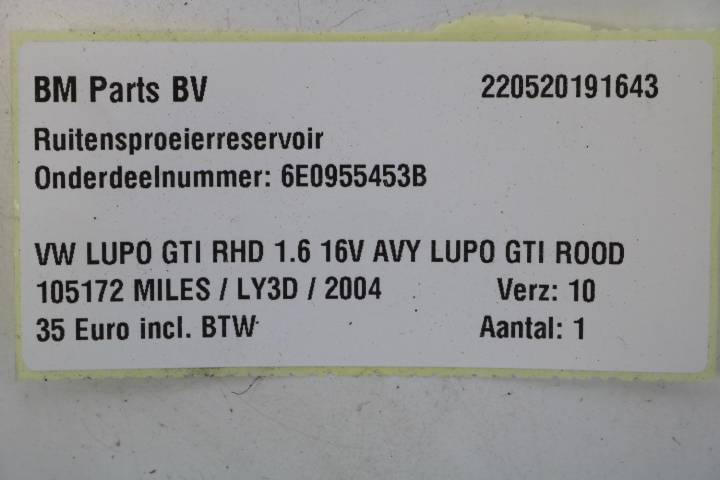 BM Parts BV 220520191643
Ruitensproeierreservoir
Onderdeelnummer: 6E0955453B
VW LUPO GTI RHD 1.6 16V AVY LUPO GTI ROOD
105172 MILES / LY3D / 2004 Verz: 10
35 Euro incl. BTW Aantal: 1